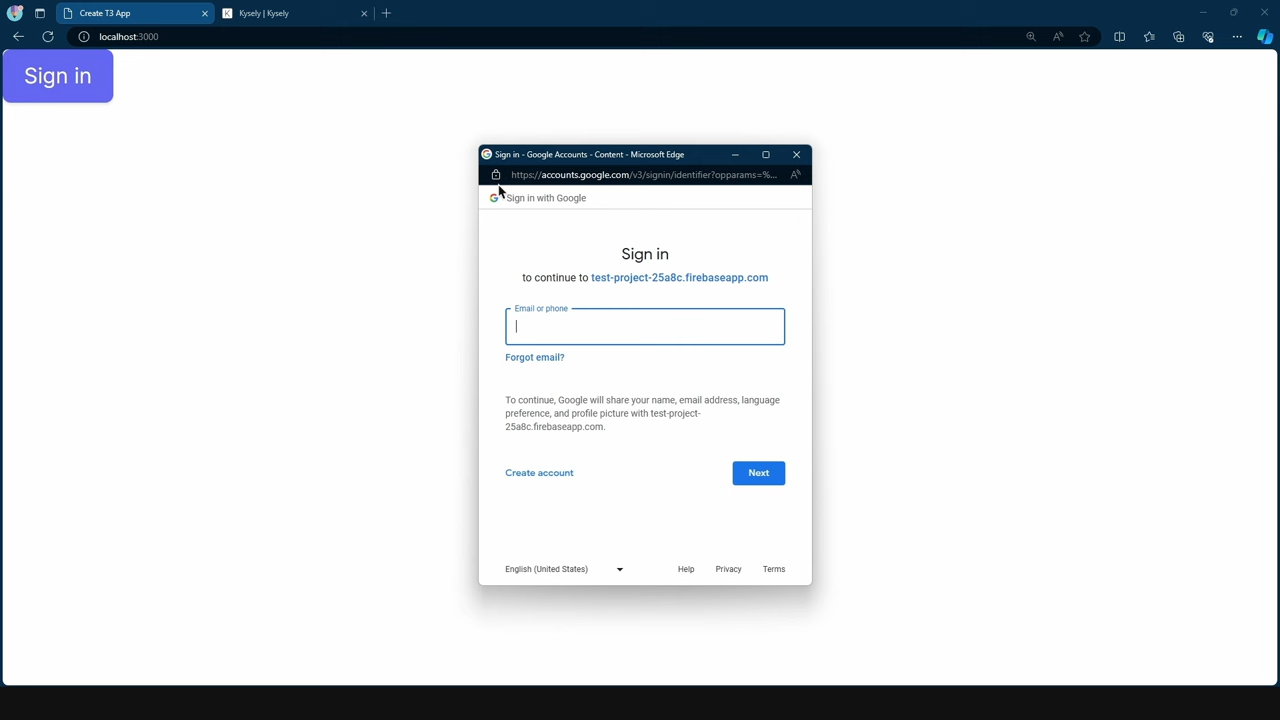 Create T3 App
Kysely | Kysely
localhost:3000
Sign in
Sign in - Google Accounts - Content - Microsoft Edge
https://accounts.google.com/v3/signin/identifier?opparams=%...
Sign in with Google
Sign in
to continue to test-project-25a8c.firebaseapp.com
Email or phone
Forgot email?
To continue, Google will share your name, email address, language
preference, and profile picture with test-project-
25a8c.firebaseapp.com.
Create account
Next
English (United States)
Help
Privacy
Terms